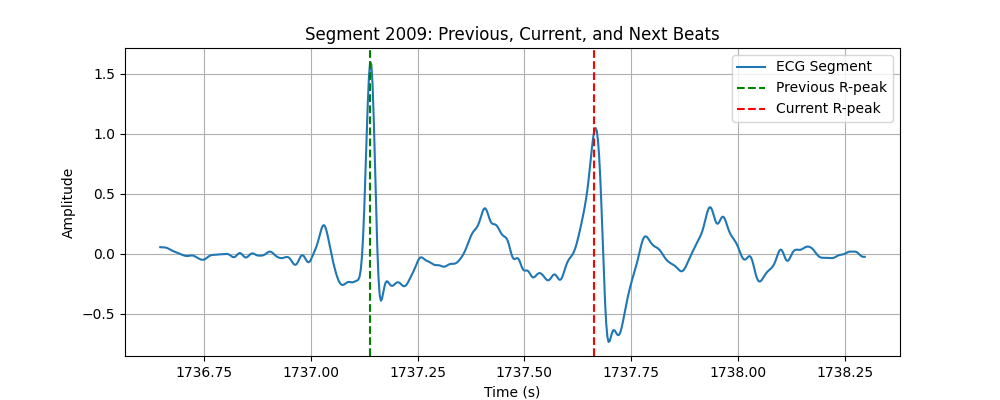 Segment 2009: Previous, Current, and Next Beats
ECG Segment
Previous R-peak
Current R-peak
Amplitude
1.5
1.0
0.5
0.0
−0.5
1736.75 1737.00 1737.25 1737.50 1737.75 1738.00 1738.25
Time (s)